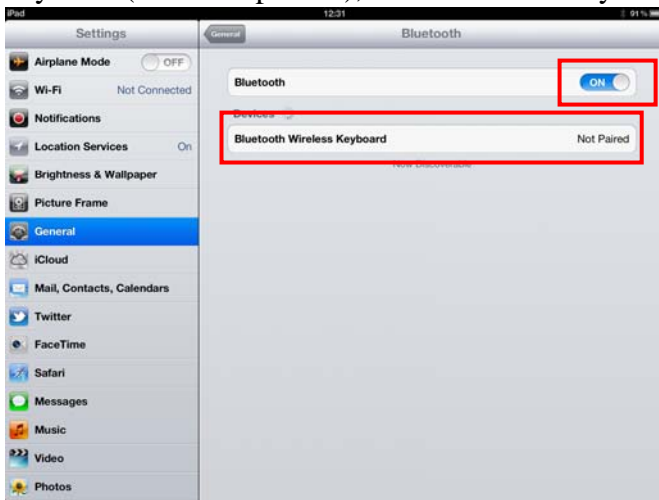 iPad 12:31 91%
Settings General Bluetooth
Airplane Mode OFF
Bluetooth ON
Wi-Fi Not Connected
Devices
Notifications
Bluetooth Wireless Keyboard Not Paired
Location Services On
Now Discoverable
Brightness & Wallpaper
Picture Frame
General
iCloud
Mail, Contacts, Calendars
Twitter
FaceTime
Safari
Messages
Music
Video
Photos